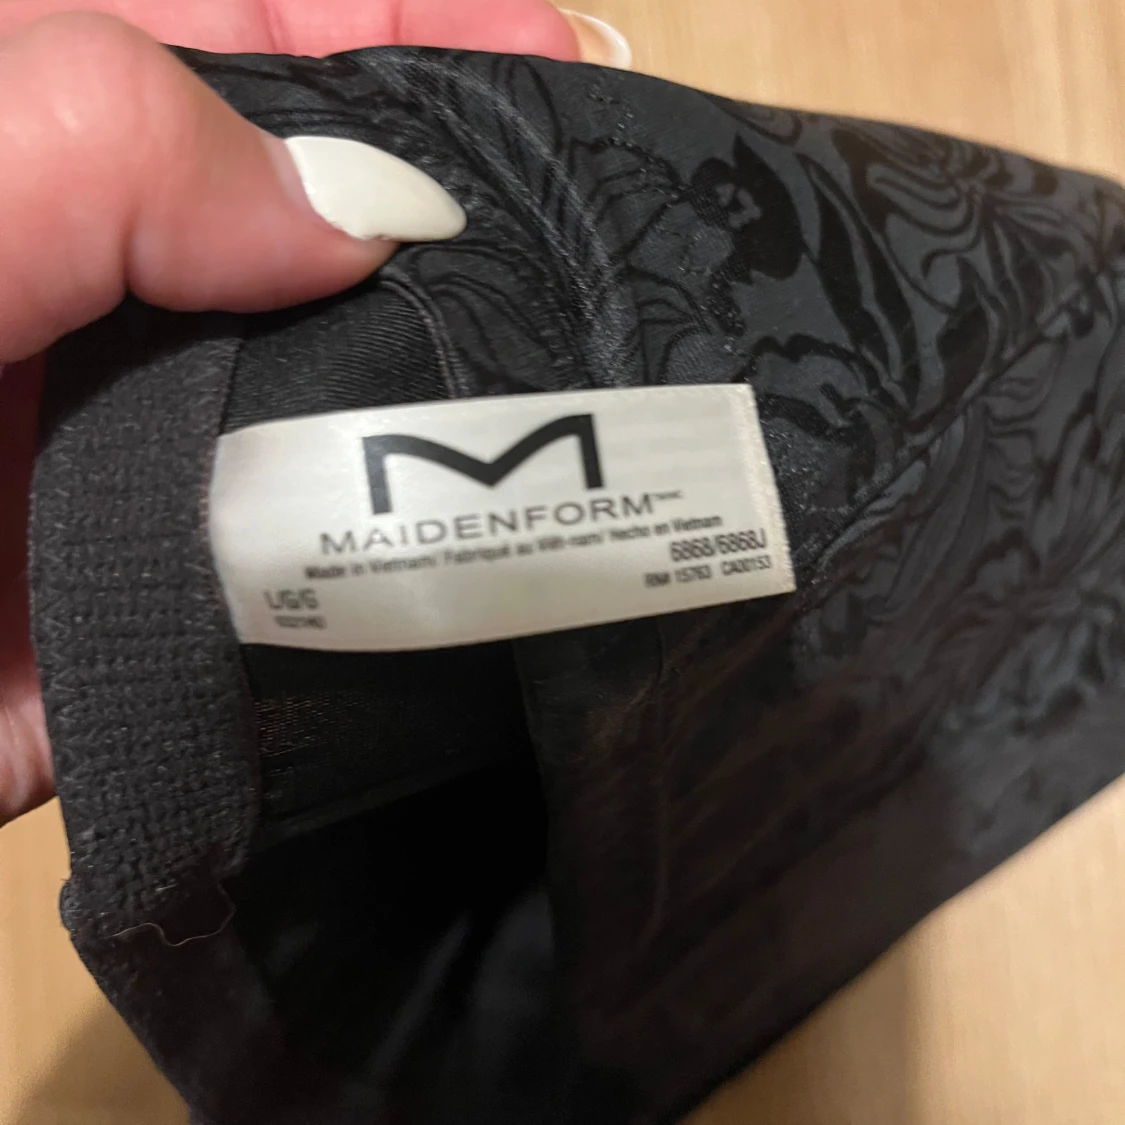 M
MAIDENFORM
Made in Vietnam/ Fabriqué au Viêt-nam/ Hecho en Vietnam
6868/6868J
RN# 15763 CA00153
L/G/G